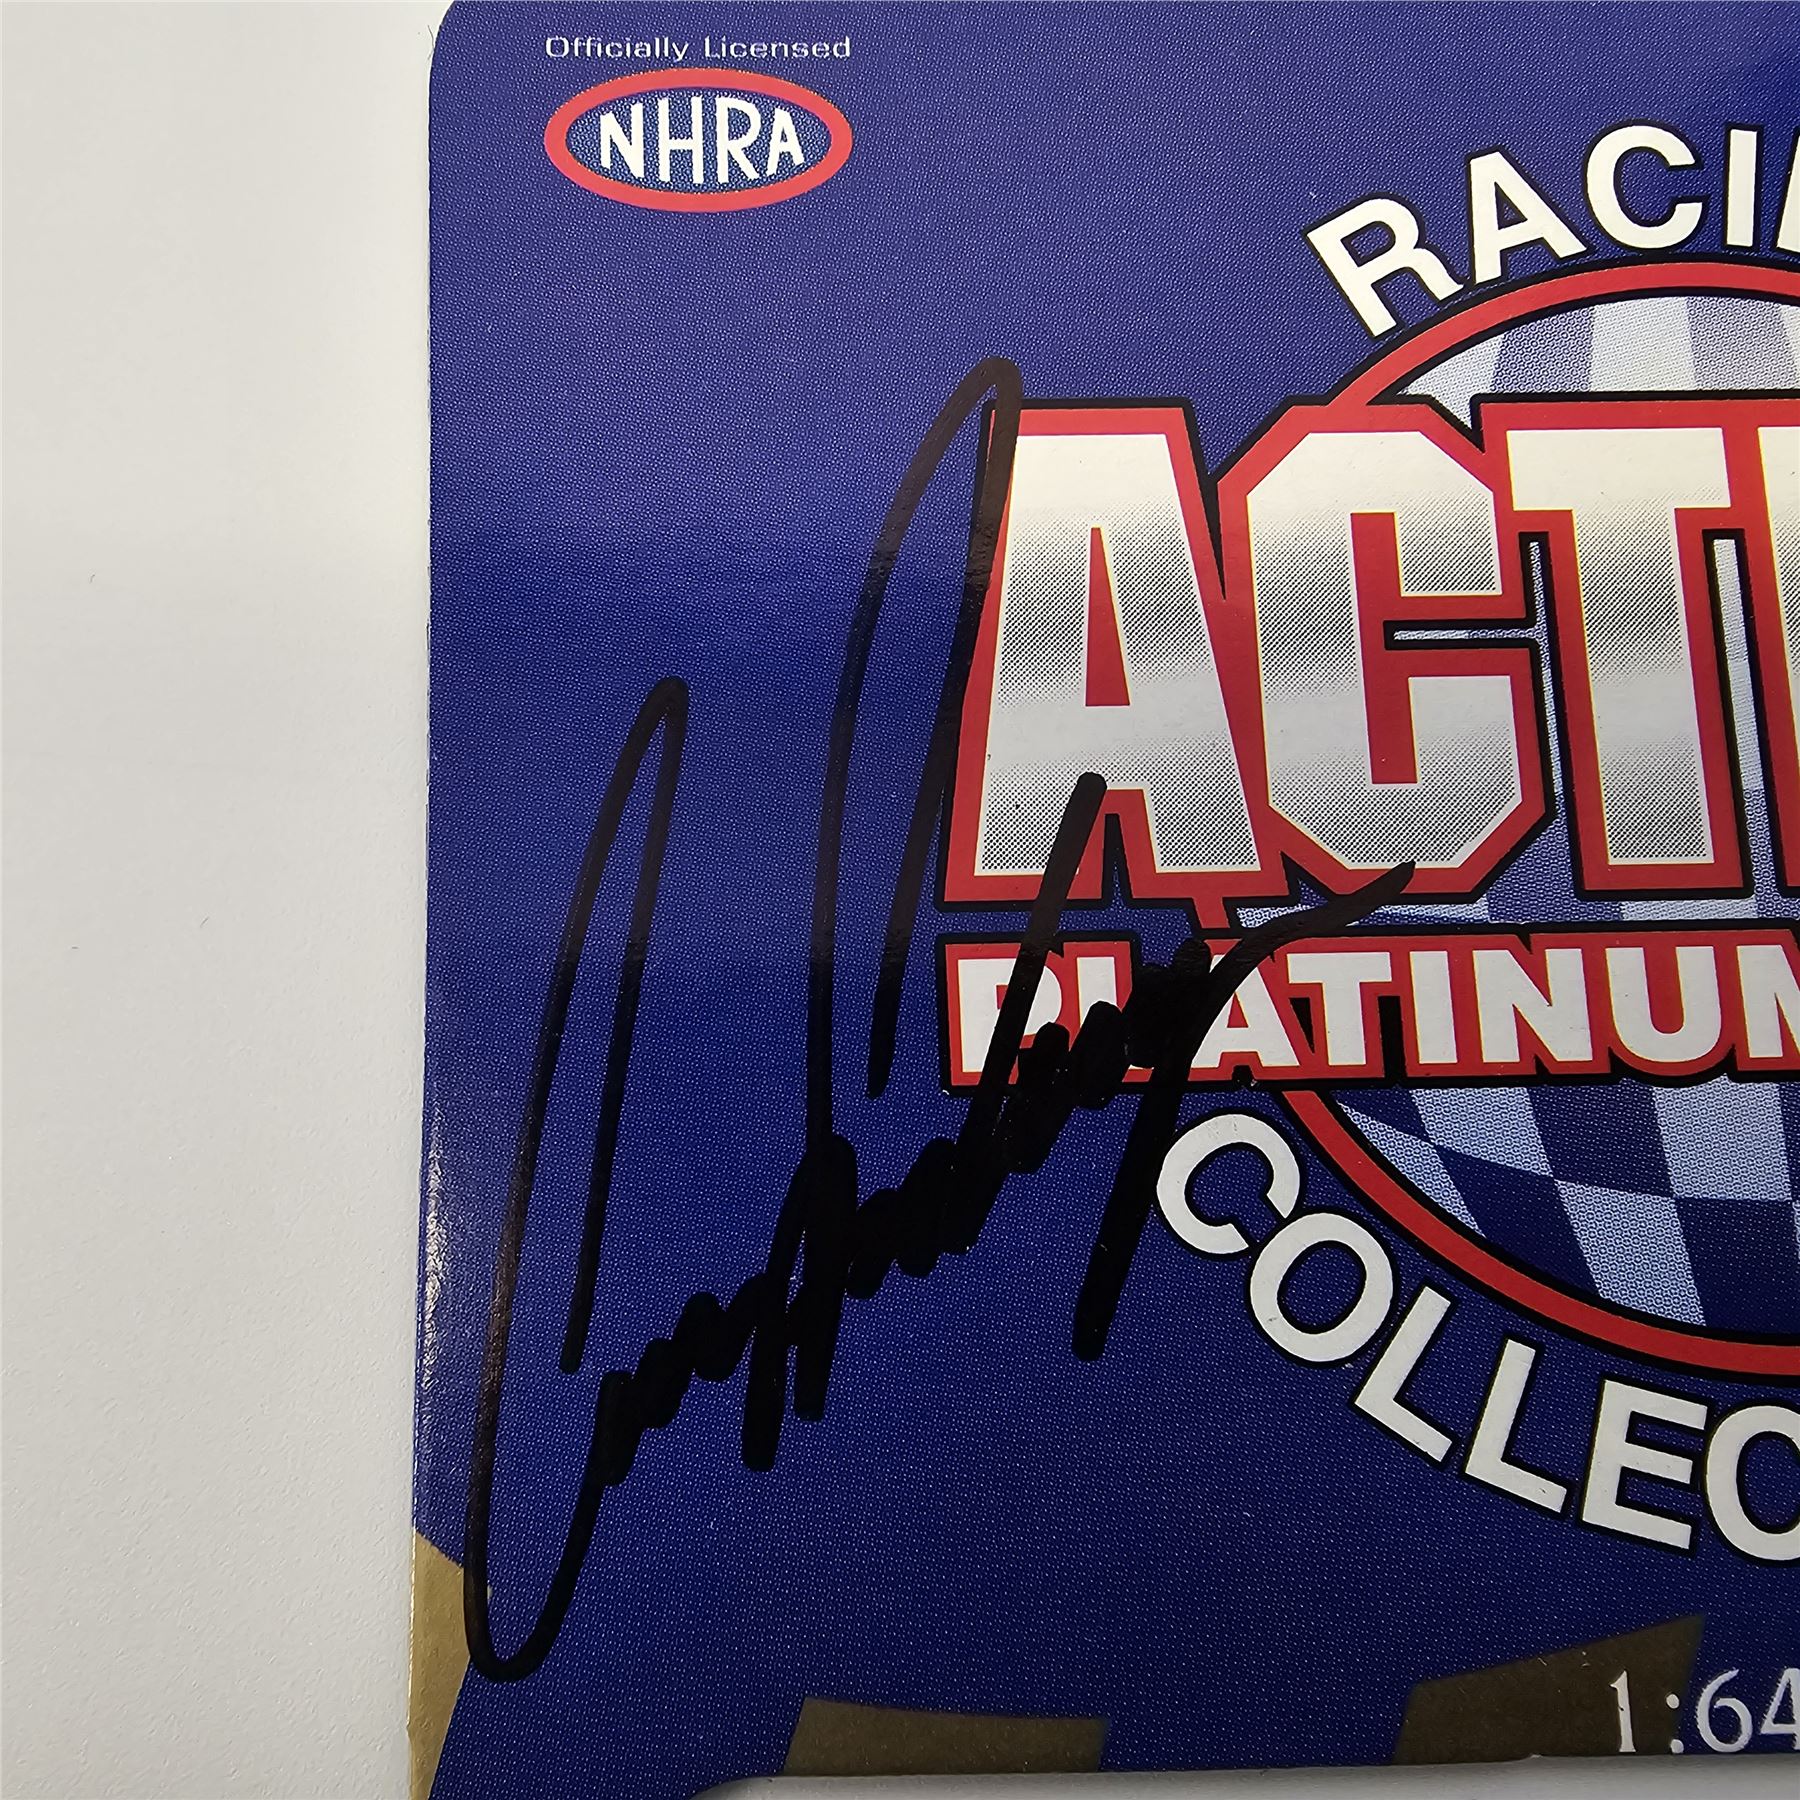 Officially Licensed
NHRA
RACI
ACTI
PLATINUM
COLLEC
1:64